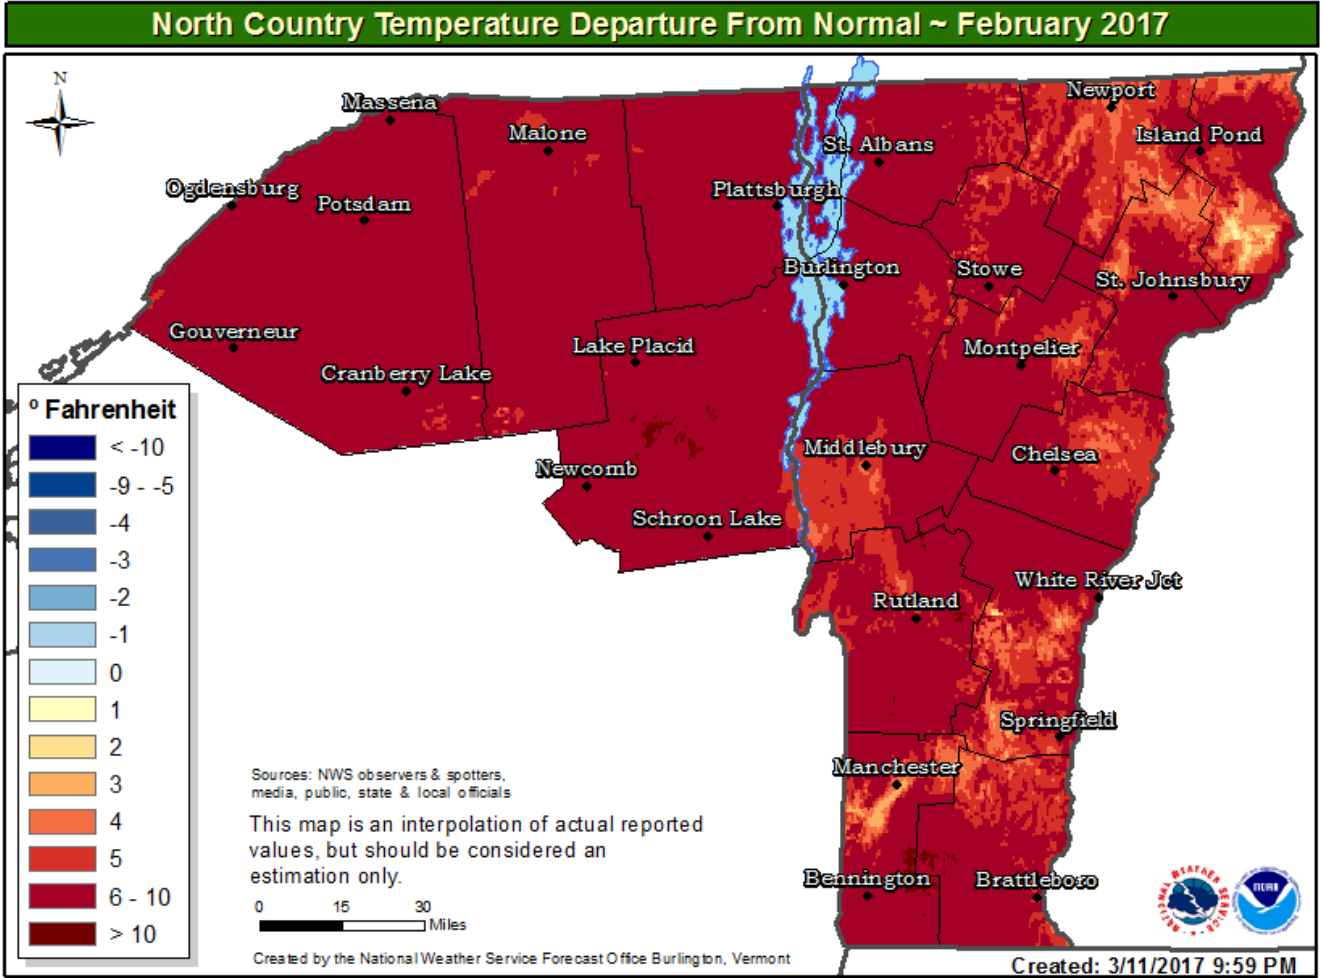 North Country Temperature Departure From Normal ~ February 2017
N
Massena
Malone
Newport
Island Pond
St. Albans
Ogdensburg
Potsdam
Plattsburgh
Burlington
Stowe
St. Johnsbury
Gouverneur
Lake Placid
Montpelier
Cranberry Lake
Middlebury
Chelsea
Newcomb
Schroon Lake
White River Jct
Rutland
Springfield
Manchester
Bennington
Brattleboro
º Fahrenheit
< -10
-9 - -5
-4
-3
-2
-1
0
1
2
3
4
5
6 - 10
> 10
Sources: NWS observers & spotters,
media, public, state & local officials
This map is an interpolation of actual reported
values, but should be considered an
estimation only.
0 15 30
Miles
Created by the National Weather Service Forecast Office Burlington, Vermont
NATIONAL WEATHER SERVICE
NOAA
Created: 3/11/2017 9:59 PM